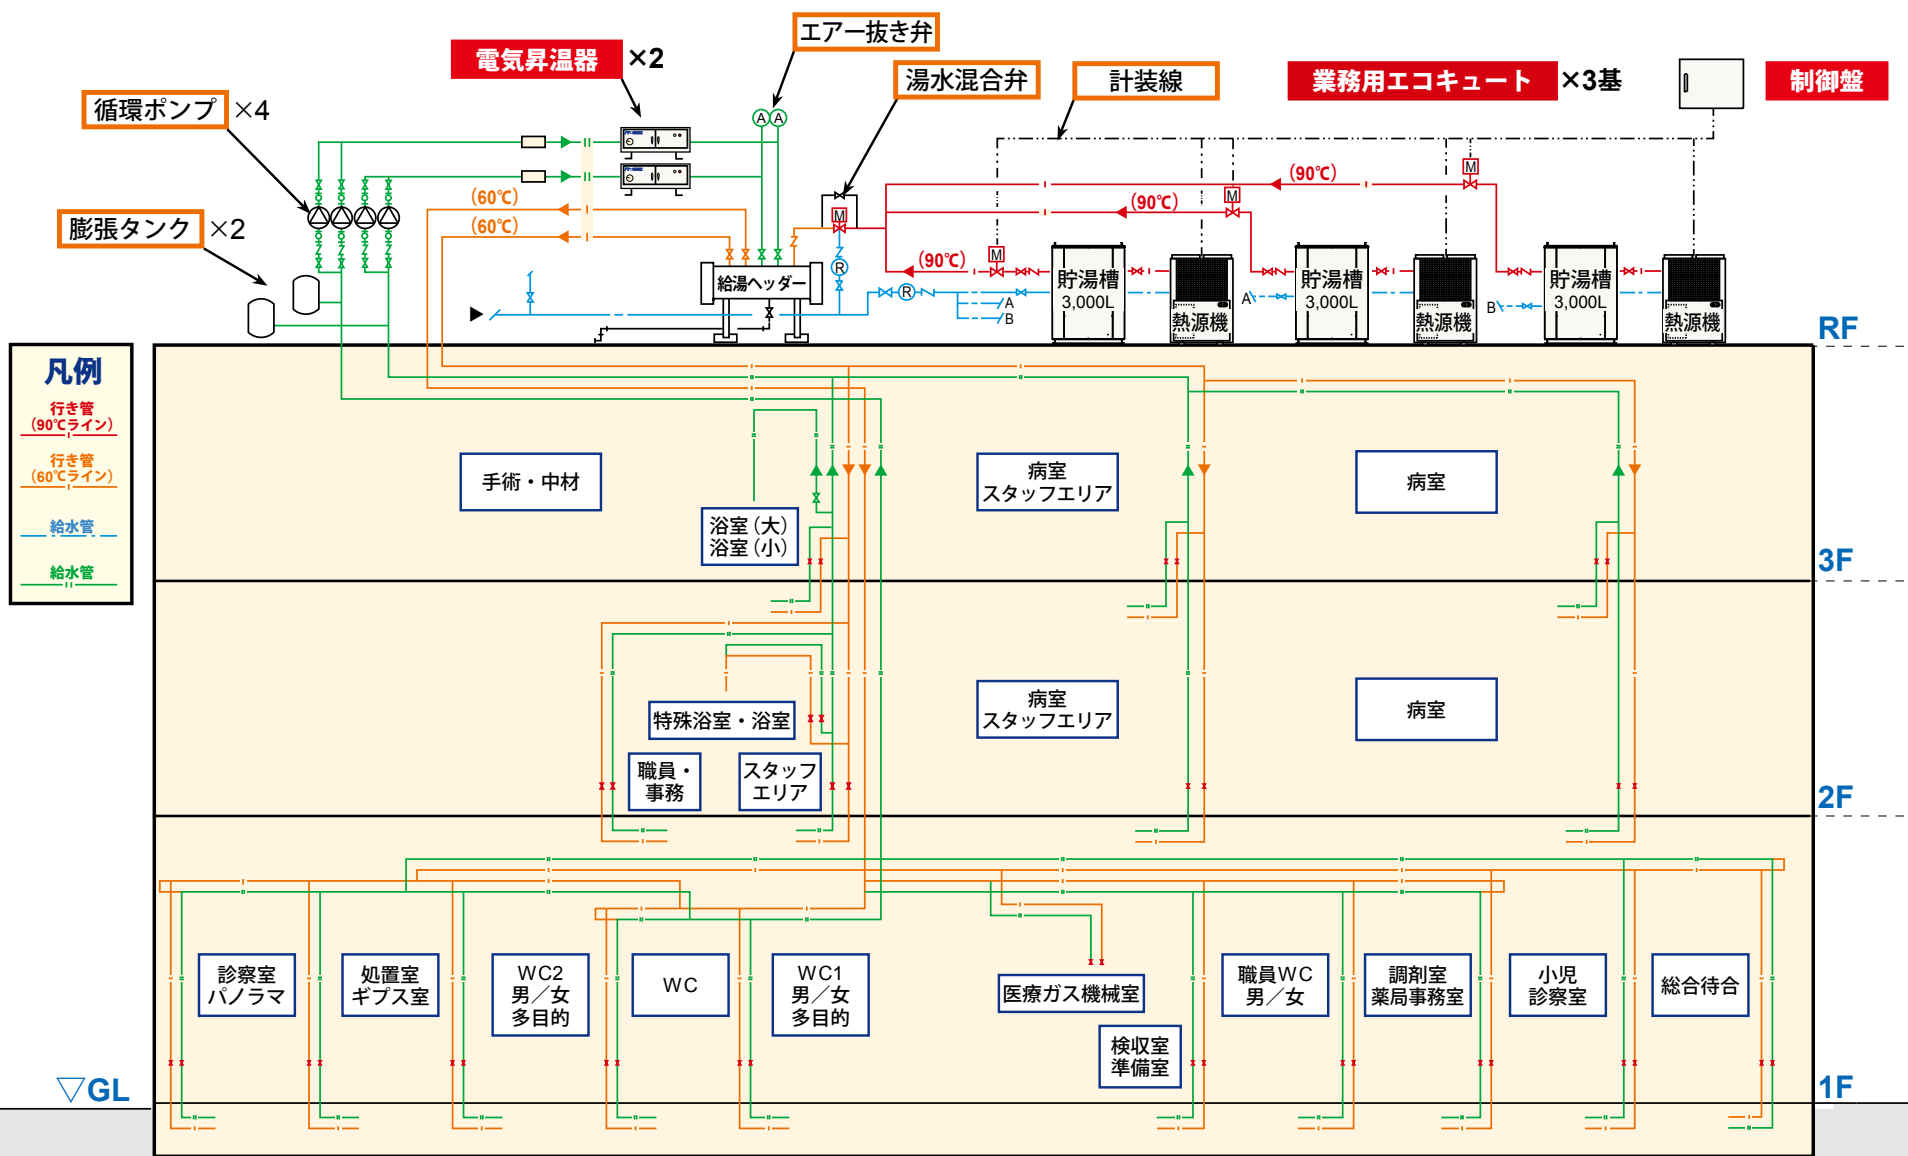 エアー抜き弁
電気昇温器 ×2
湯水混合弁
計装線
業務用エコキュート ×3基
制御盤
循環ポンプ ×4
膨張タンク ×2
A A
(60℃)
(60℃)
M
R
(90℃)
(90℃)
(90℃)
M
M
M
給湯ヘッダー
R
A
B
貯湯槽
3,000L
熱源機
A
貯湯槽
3,000L
熱源機
B
貯湯槽
3,000L
熱源機
RF
凡例
行き管
(90℃ライン)
行き管
(60℃ライン)
給水管
給水管
手術・中材
浴室(大)
浴室(小)
病室
スタッフエリア
病室
3F
特殊浴室・浴室
職員・
事務
スタッフ
エリア
病室
スタッフエリア
病室
2F
診察室
パノラマ
処置室
ギプス室
WC2
男/女
多目的
WC
WC1
男/女
多目的
医療ガス機械室
検収室
準備室
職員WC
男/女
調剤室
薬局事務室
小児
診察室
総合待合
▽GL
1F